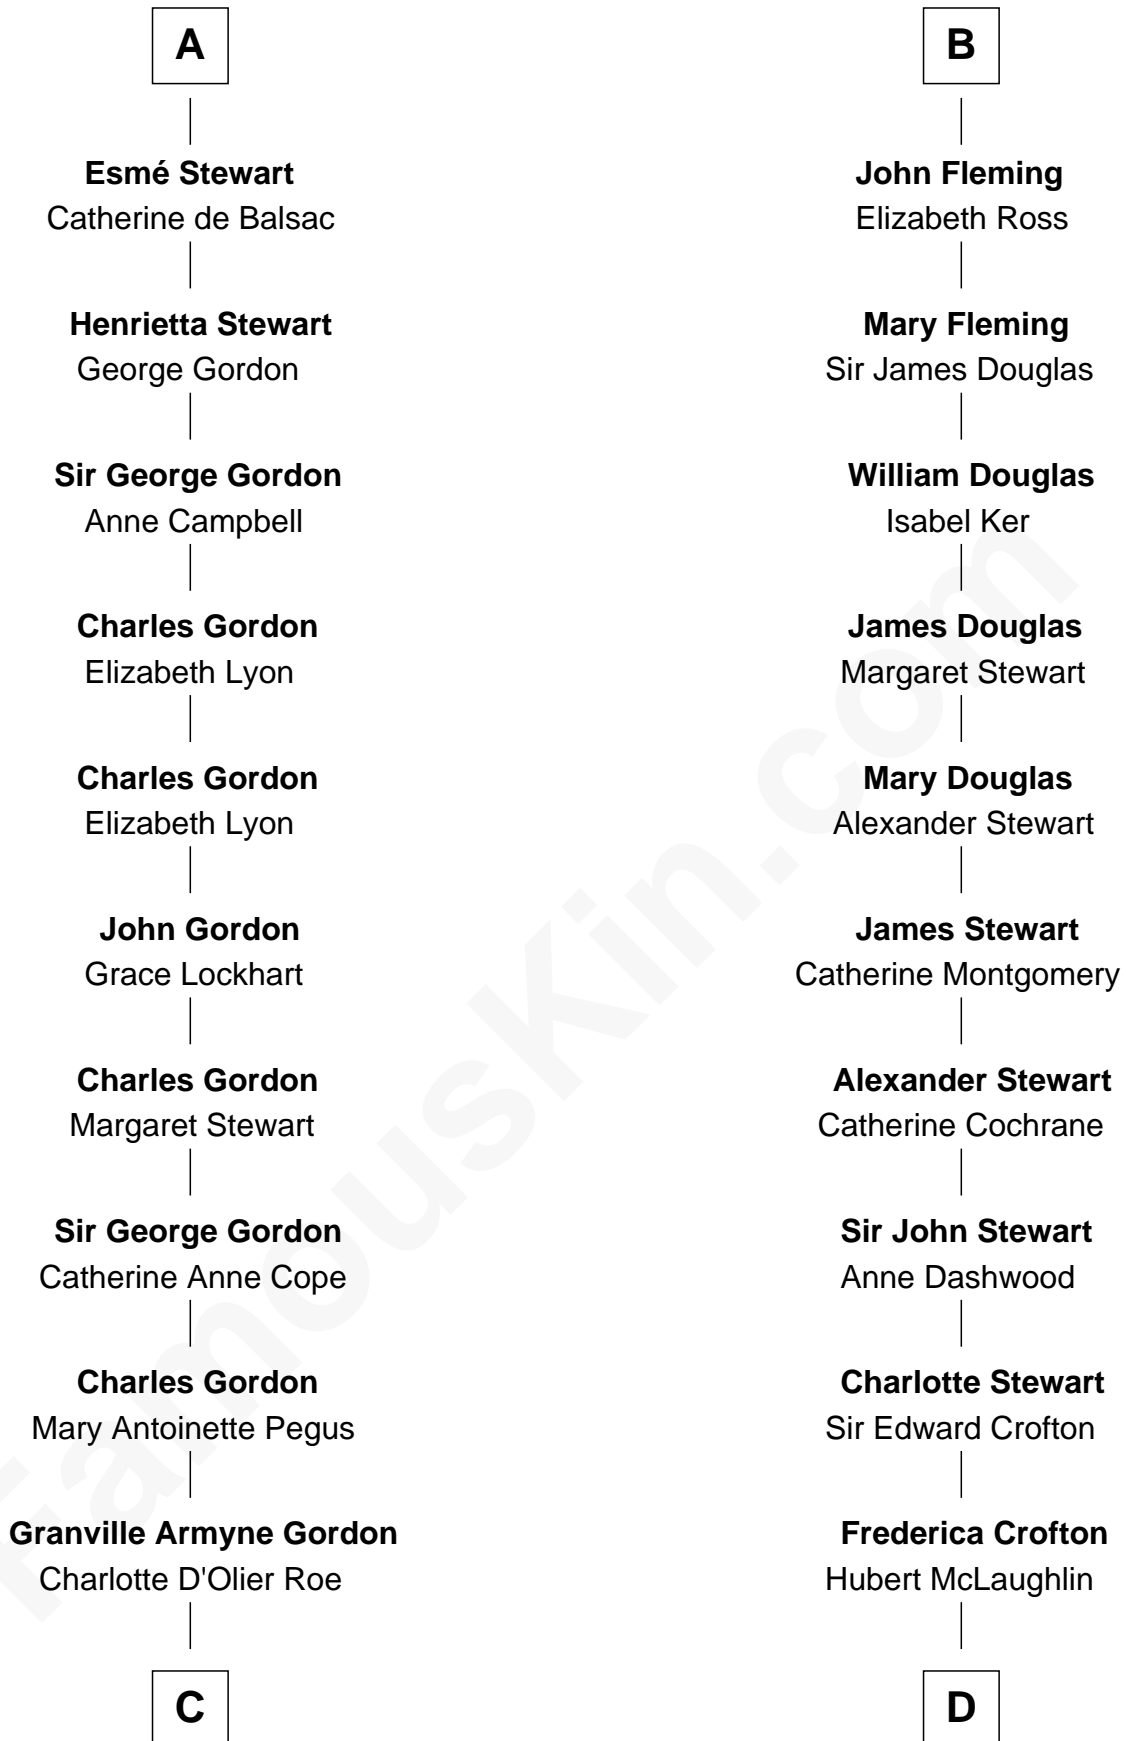 A
Esmé Stewart
Catherine de Balsac
Henrietta Stewart
George Gordon
Sir George Gordon
Anne Campbell
Charles Gordon
Elizabeth Lyon
Charles Gordon
Elizabeth Lyon
John Gordon
Grace Lockhart
Charles Gordon
Margaret Stewart
Sir George Gordon
Catherine Anne Cope
Charles Gordon
Mary Antoinette Pegus
Granville Armyne Gordon
Charlotte D'Olier Roe
C
B
John Fleming
Elizabeth Ross
Mary Fleming
Sir James Douglas
William Douglas
Isabel Ker
James Douglas
Margaret Stewart
Mary Douglas
Alexander Stewart
James Stewart
Catherine Montgomery
Alexander Stewart
Catherine Cochrane
Sir John Stewart
Anne Dashwood
Charlotte Stewart
Sir Edward Crofton
Frederica Crofton
Hubert McLaughlin
D
FamousKin.com